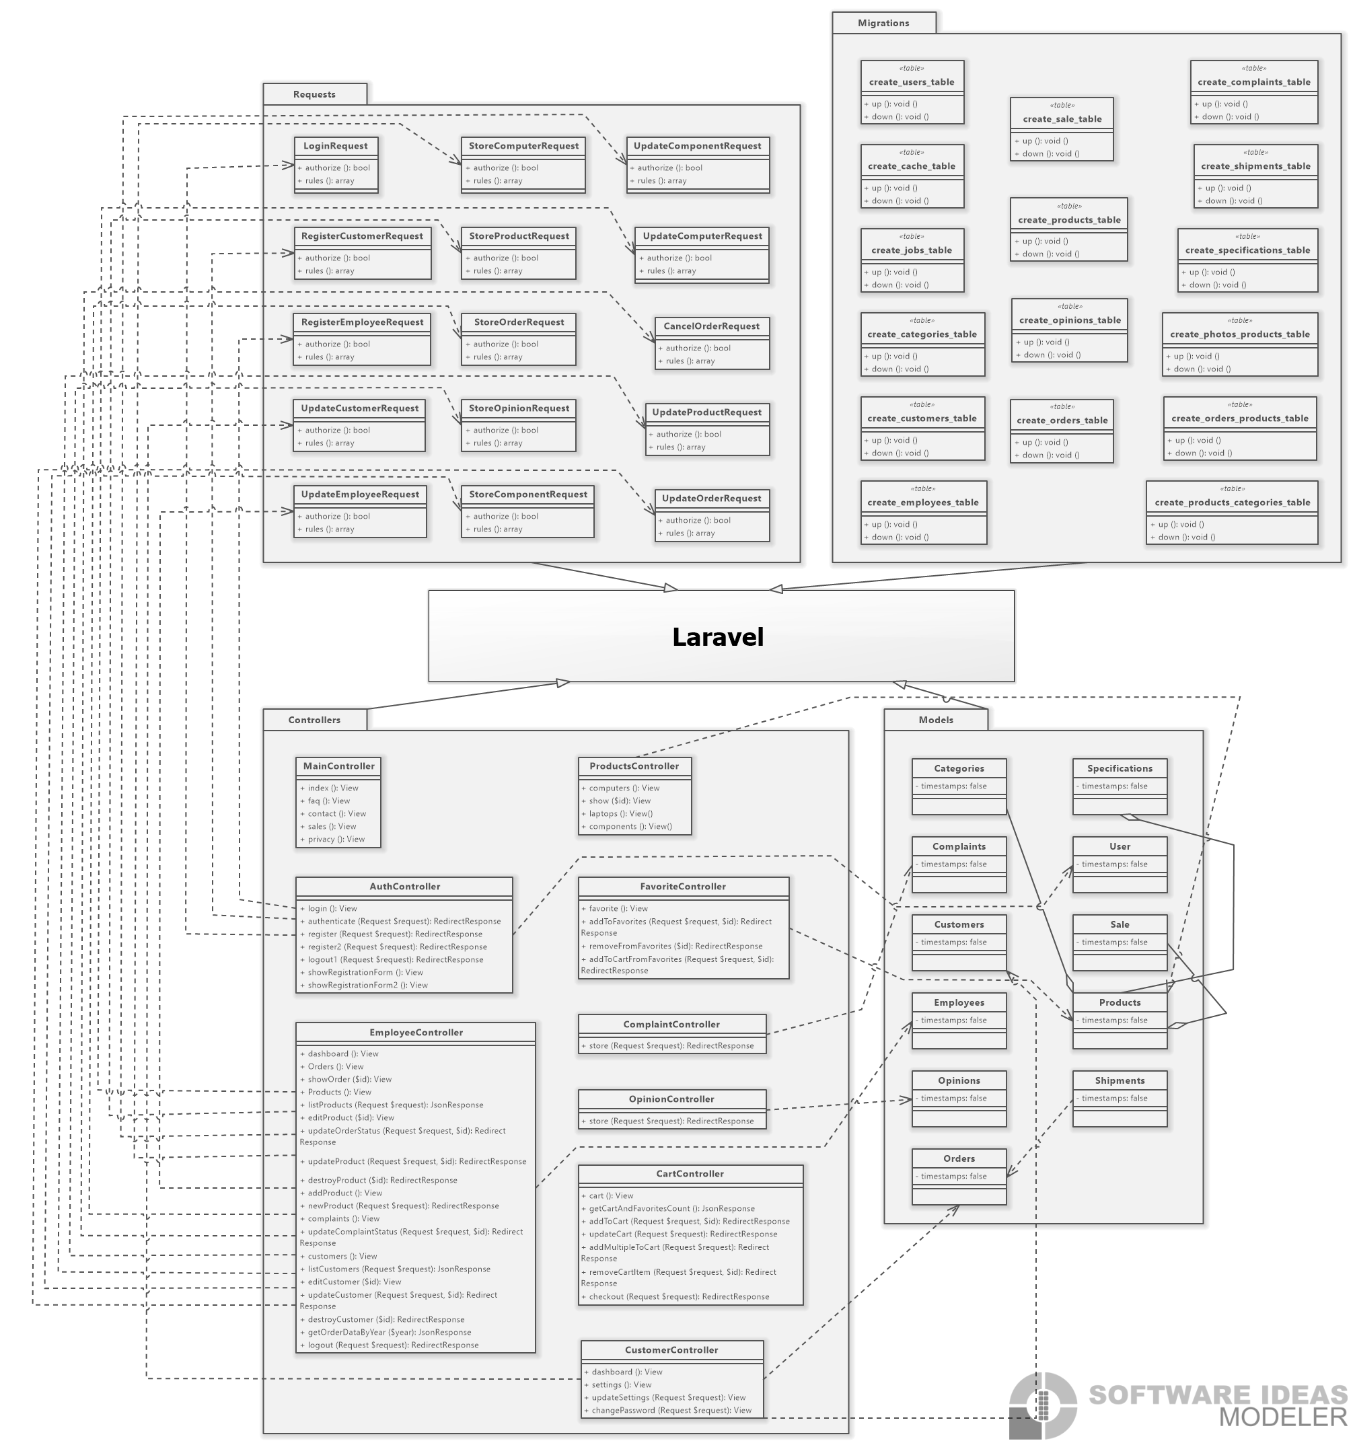 Migrations
«table»
create_users_table
+ up (): void ()
+ down (): void ()
«table»
create_cache_table
+ up (): void ()
+ down (): void ()
«table»
create_jobs_table
+ up (): void ()
+ down (): void ()
«table»
create_categories_table
+ up (): void ()
+ down (): void ()
«table»
create_customers_table
+ up (): void ()
+ down (): void ()
«table»
create_employees_table
+ up (): void ()
+ down (): void ()
«table»
create_sale_table
+ up (): void ()
+ down (): void ()
«table»
create_products_table
+ up (): void ()
+ down (): void ()
«table»
create_opinions_table
+ up (): void ()
+ down (): void ()
«table»
create_orders_table
+ up (): void ()
+ down (): void ()
«table»
create_complaints_table
+ up (): void ()
+ down (): void ()
«table»
create_shipments_table
+ up (): void ()
+ down (): void ()
«table»
create_specifications_table
+ up (): void ()
+ down (): void ()
«table»
create_photos_products_table
+ up (): void ()
+ down (): void ()
«table»
create_orders_products_table
+ up (): void ()
+ down (): void ()
«table»
create_products_categories_table
+ up (): void ()
+ down (): void ()
Requests
LoginRequest
+ authorize (): bool
+ rules (): array
RegisterCustomerRequest
+ authorize (): bool
+ rules (): array
RegisterEmployeeRequest
+ authorize (): bool
+ rules (): array
UpdateCustomerRequest
+ authorize (): bool
+ rules (): array
UpdateEmployeeRequest
+ authorize (): bool
+ rules (): array
StoreComputerRequest
+ authorize (): bool
+ rules (): array
StoreProductRequest
+ authorize (): bool
+ rules (): array
StoreOrderRequest
+ authorize (): bool
+ rules (): array
StoreOpinionRequest
+ authorize (): bool
+ rules (): array
StoreComponentRequest
+ authorize (): bool
+ rules (): array
UpdateComponentRequest
+ authorize (): bool
+ rules (): array
UpdateComputerRequest
+ authorize (): bool
+ rules (): array
CancelOrderRequest
+ authorize (): bool
+ rules (): array
UpdateProductRequest
+ authorize (): bool
+ rules (): array
UpdateOrderRequest
+ authorize (): bool
+ rules (): array
Laravel
Controllers
MainController
+ index (): View
+ faq (): View
+ contact (): View
+ sales (): View
+ privacy (): View
AuthController
+ login (): View
+ authenticate (Request $request): RedirectResponse
+ register (Request $request): RedirectResponse
+ register2 (Request $request): RedirectResponse
+ logout1 (Request $request): RedirectResponse
+ showRegistrationForm (): View
+ showRegistrationForm2 (): View
EmployeeController
+ dashboard (): View
+ Orders (): View
+ showOrder ($id): View
+ Products (): View
+ listProducts (Request $request): JsonResponse
+ editProduct ($id): View
+ updateOrderStatus (Request $request, $id): Redirect
Response
+ updateProduct (Request $request, $id): RedirectResponse
+ destroyProduct ($id): RedirectResponse
+ addProduct (): View
+ newProduct (Request $request): RedirectResponse
+ complaints (): View
+ updateComplaintStatus (Request $request, $id): Redirect
Response
+ customers (): View
+ listCustomers (Request $request): JsonResponse
+ editCustomer ($id): View
+ updateCustomer (Request $request, $id): Redirect
Response
+ destroyCustomer ($id): RedirectResponse
+ getOrderDataByYear ($year): JsonResponse
+ logout (Request $request): RedirectResponse
ProductsController
+ computers (): View
+ show ($id): View
+ laptops (): View()
+ components (): View()
FavoriteController
+ favorite (): View
+ addToFavorites (Request $request, $id): Redirect
Response
+ removeFromFavorites ($id): RedirectResponse
+ addToCartFromFavorites (Request $request, $id):
RedirectResponse
ComplaintController
+ store (Request $request): RedirectResponse
OpinionController
+ store (Request $request): RedirectResponse
CartController
+ cart (): View
+ getCartAndFavoritesCount (): JsonResponse
+ addToCart (Request $request, $id): RedirectResponse
+ updateCart (Request $request): RedirectResponse
+ addMultipleToCart (Request $request): Redirect
Response
+ removeCartItem (Request $request, $id): Redirect
Response
+ checkout (Request $request): RedirectResponse
CustomerController
+ dashboard (): View
+ settings (): View
+ updateSettings (Request $request): View
+ changePassword (Request $request): View
Models
Categories
- timestamps: false
Complaints
- timestamps: false
Customers
- timestamps: false
Employees
- timestamps: false
Opinions
- timestamps: false
Orders
- timestamps: false
Specifications
- timestamps: false
User
- timestamps: false
Sale
- timestamps: false
Products
- timestamps: false
Shipments
- timestamps: false
SOFTWARE IDEAS
MODELER